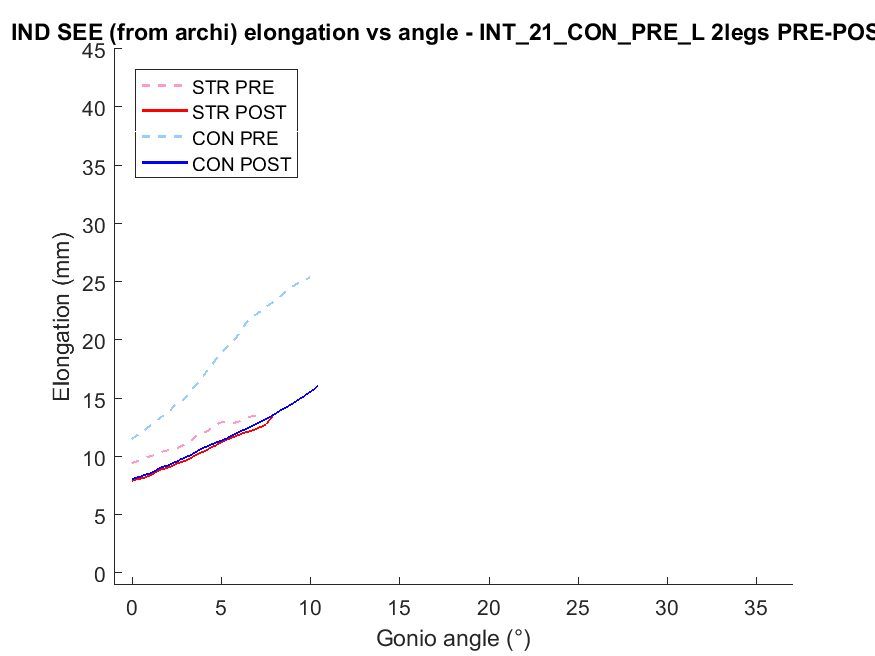 IND SEE (from archi) elongation vs angle - INT_21_CON_PRE_L 2legs PRE-POS
45
40
35
30
25
20
15
10
5
0
Elongation (mm)
STR PRE
STR POST
CON PRE
CON POST
0 5 10 15 20 25 30 35
Gonio angle (°)